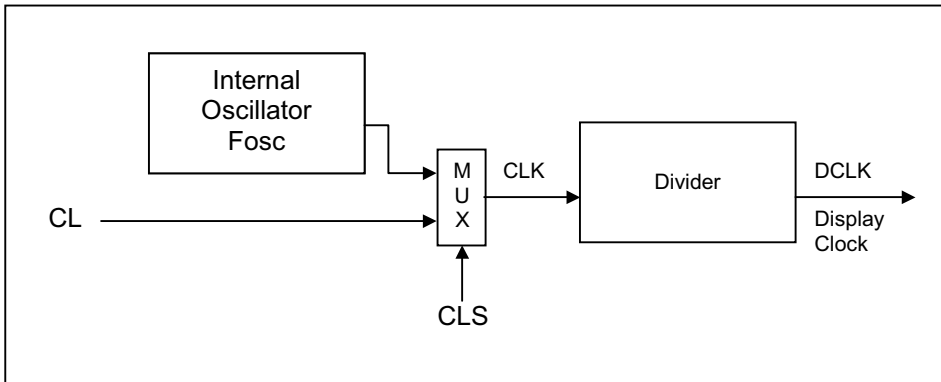 Internal
Oscillator
Fosc
M
U
X
CLK
Divider
DCLK
CL
Display
Clock
CLS